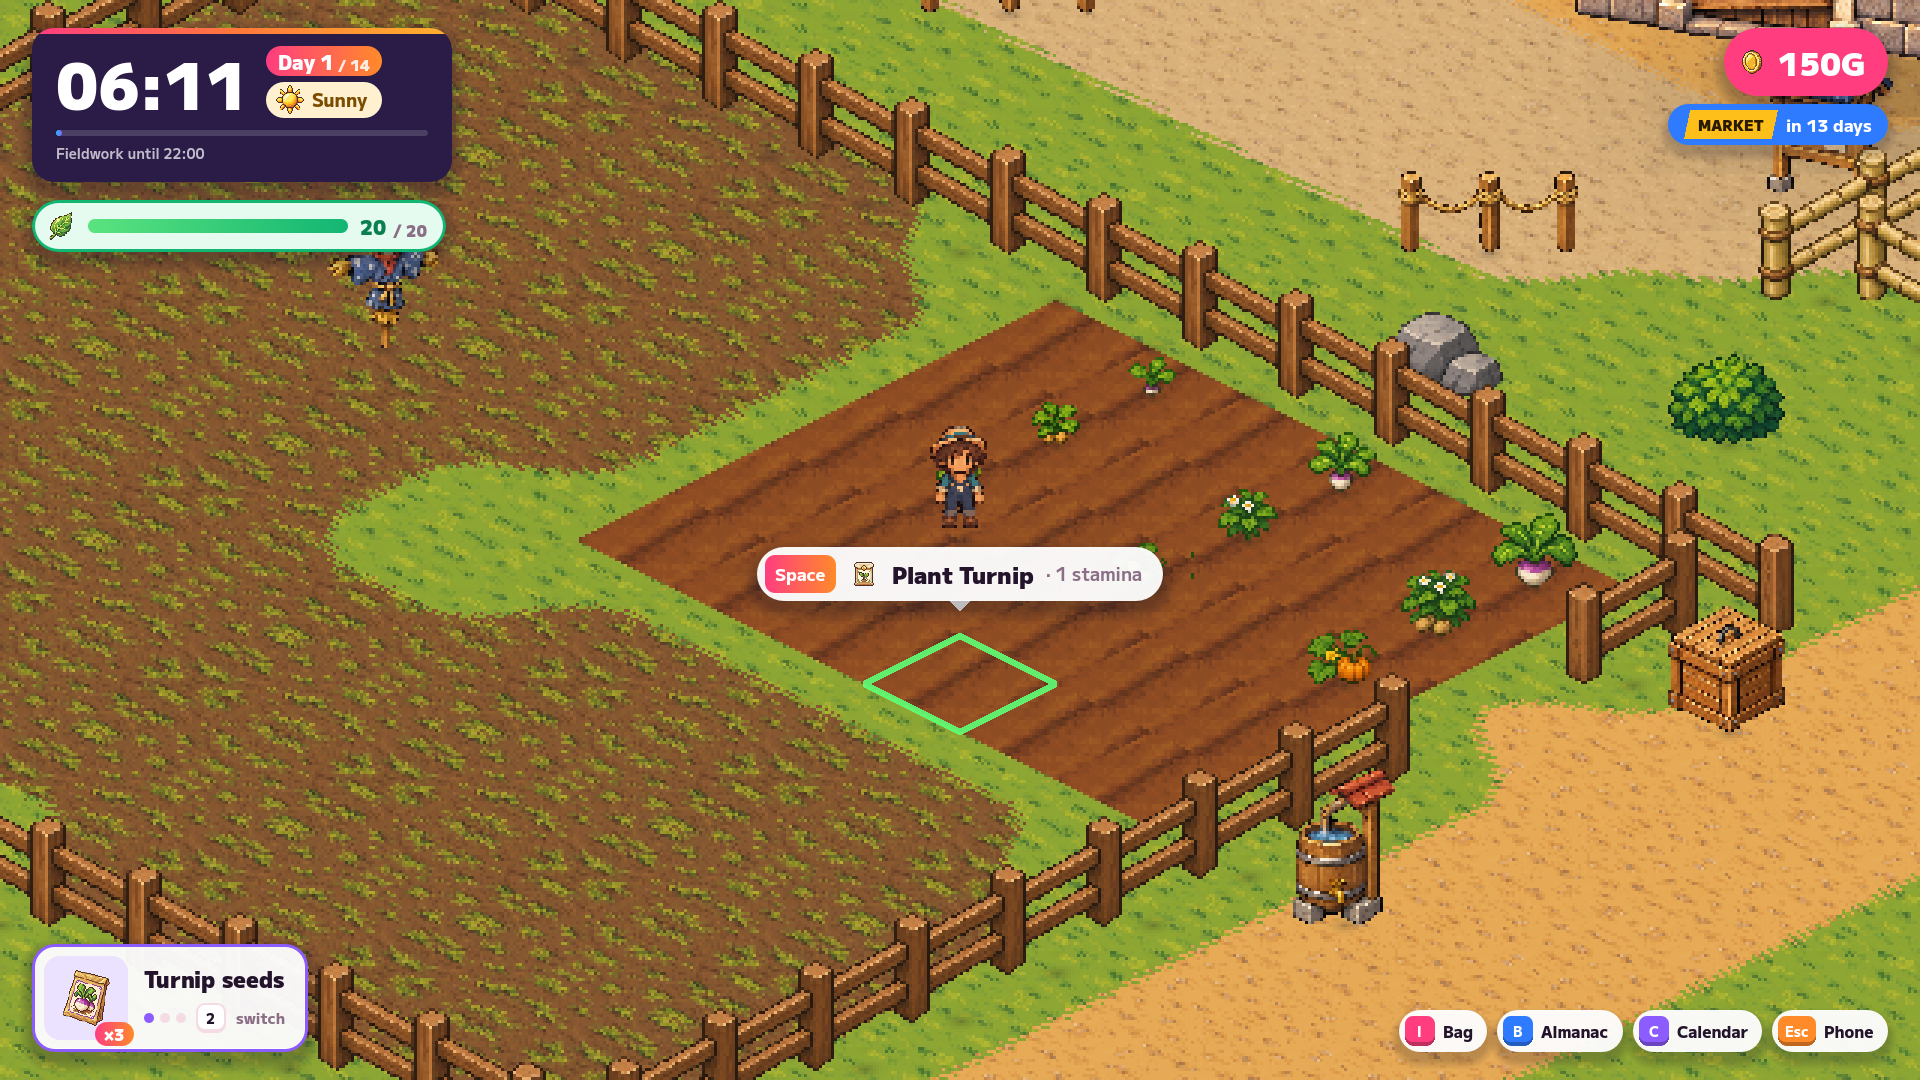 06:11
Day 1 / 14
Sunny
Fieldwork until 22:00
20 / 20
150G
MARKET in 13 days
Space Plant Turnip · 1 stamina
Turnip seeds
x3
2 switch
I Bag
B Almanac
C Calendar
Esc Phone